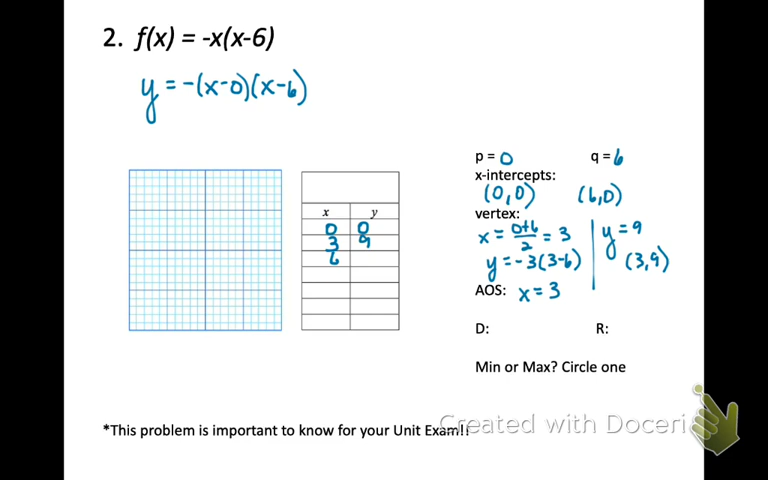 2. f(x) = -x(x-6)
y = -(x-0)(x-6)
p = 0 q = 6
x-intercepts:
(0,0) (6,0)
vertex:
x = 0+6/2 = 3
y = -3(3-6)
y = 9
(3,9)
AOS: x = 3
D: R:
Min or Max? Circle one
x y
0 0
3 9
6
*This problem is important to know for your Unit Exam!!
Created with Doceri